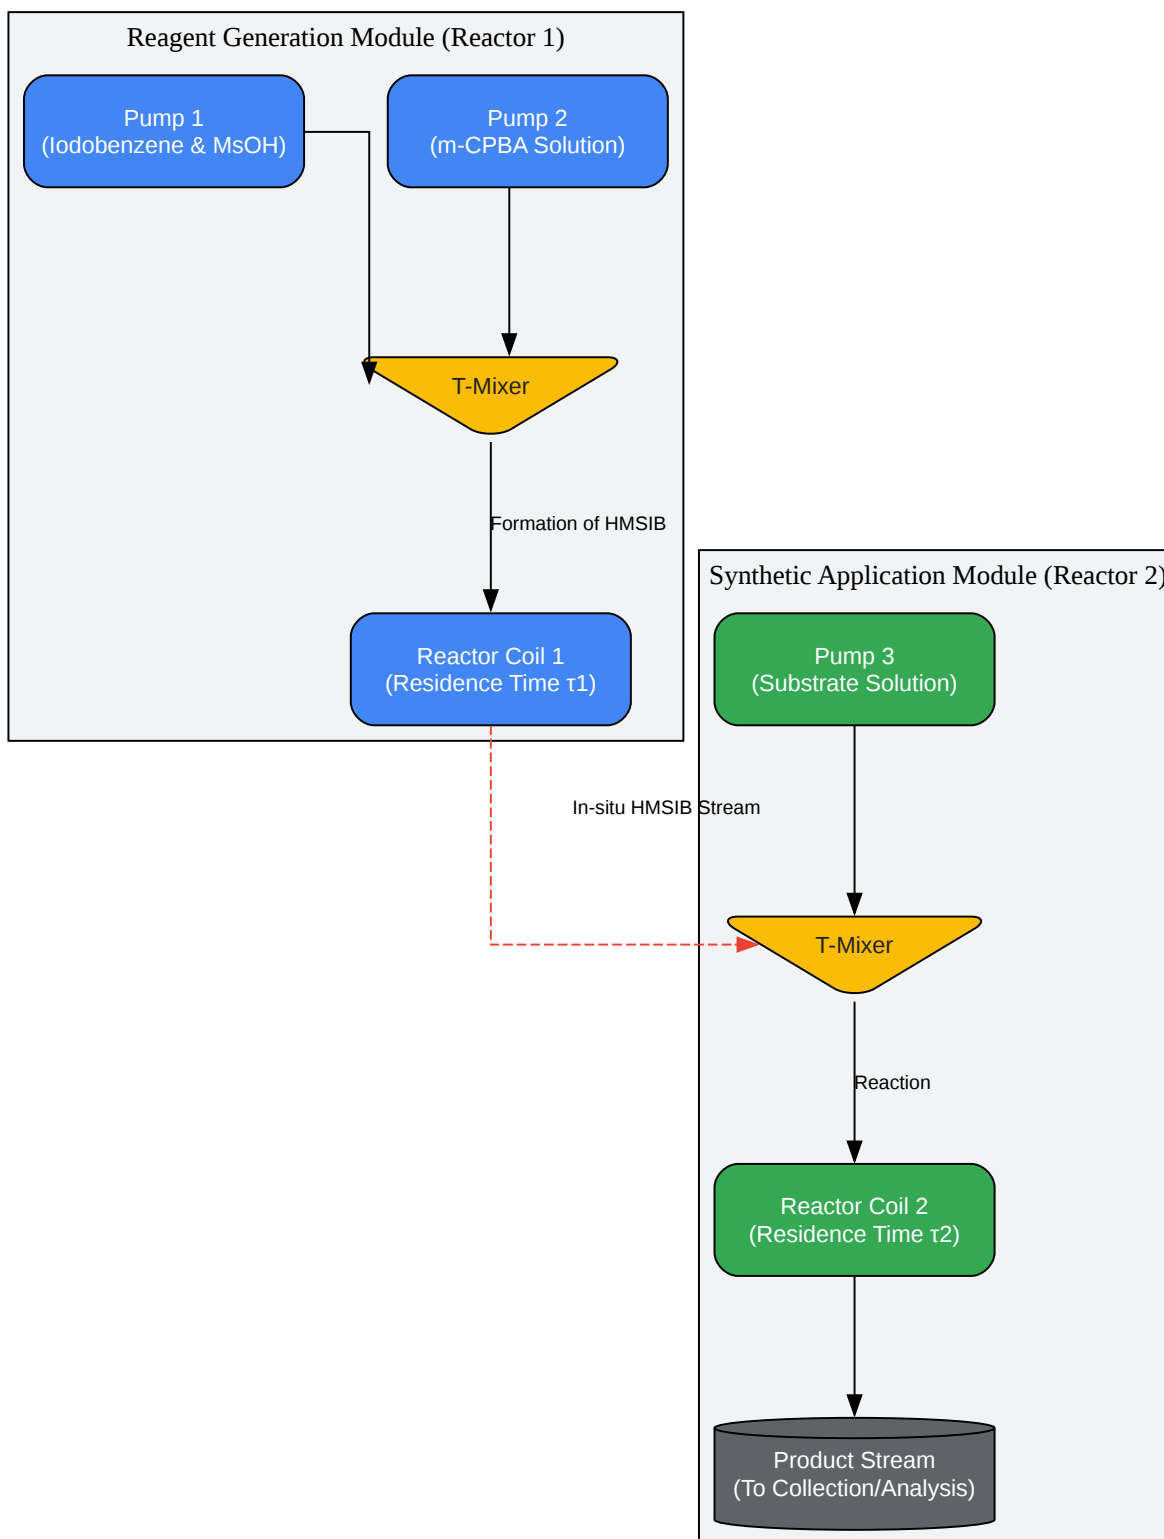 Reagent Generation Module (Reactor 1)
Pump 1
(Iodobenzene & MsOH)
Pump 2
(m-CPBA Solution)
T-Mixer
Formation of HMSIB
Reactor Coil 1
(Residence Time τ1)
Synthetic Application Module (Reactor 2)
Pump 3
(Substrate Solution)
In-situ HMSIB Stream
T-Mixer
Reaction
Reactor Coil 2
(Residence Time τ2)
Product Stream
(To Collection/Analysis)